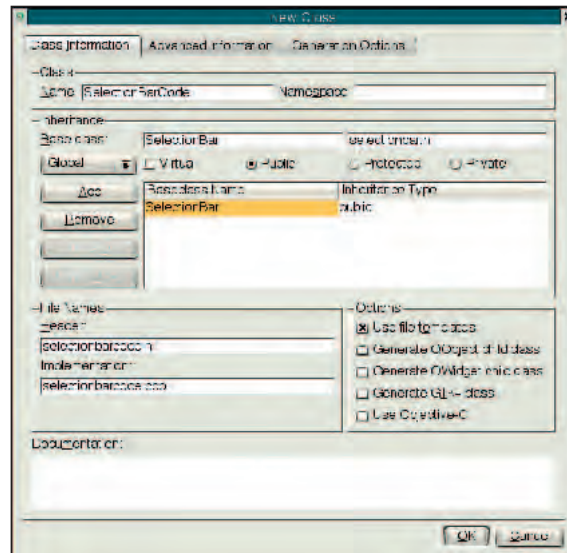 New Class
Class Information Advanced Information Generation Options
Class
Name: SelectionBarCode Namespace:
Inheritance
Base class: SelectionBar selectionbar.h
Global Virtual Public Protected Private
Add Baseclass Name Inheritance Type
SelectionBar public
Remove
File Names
Header:
selectionbarcode.h
Implementation:
selectionbarcode.cpp
Options
Use file templates
Generate QObject child class
Generate QWidget child class
Generate GTK+ class
Use Objective-C
Documentation:
OK Cancel